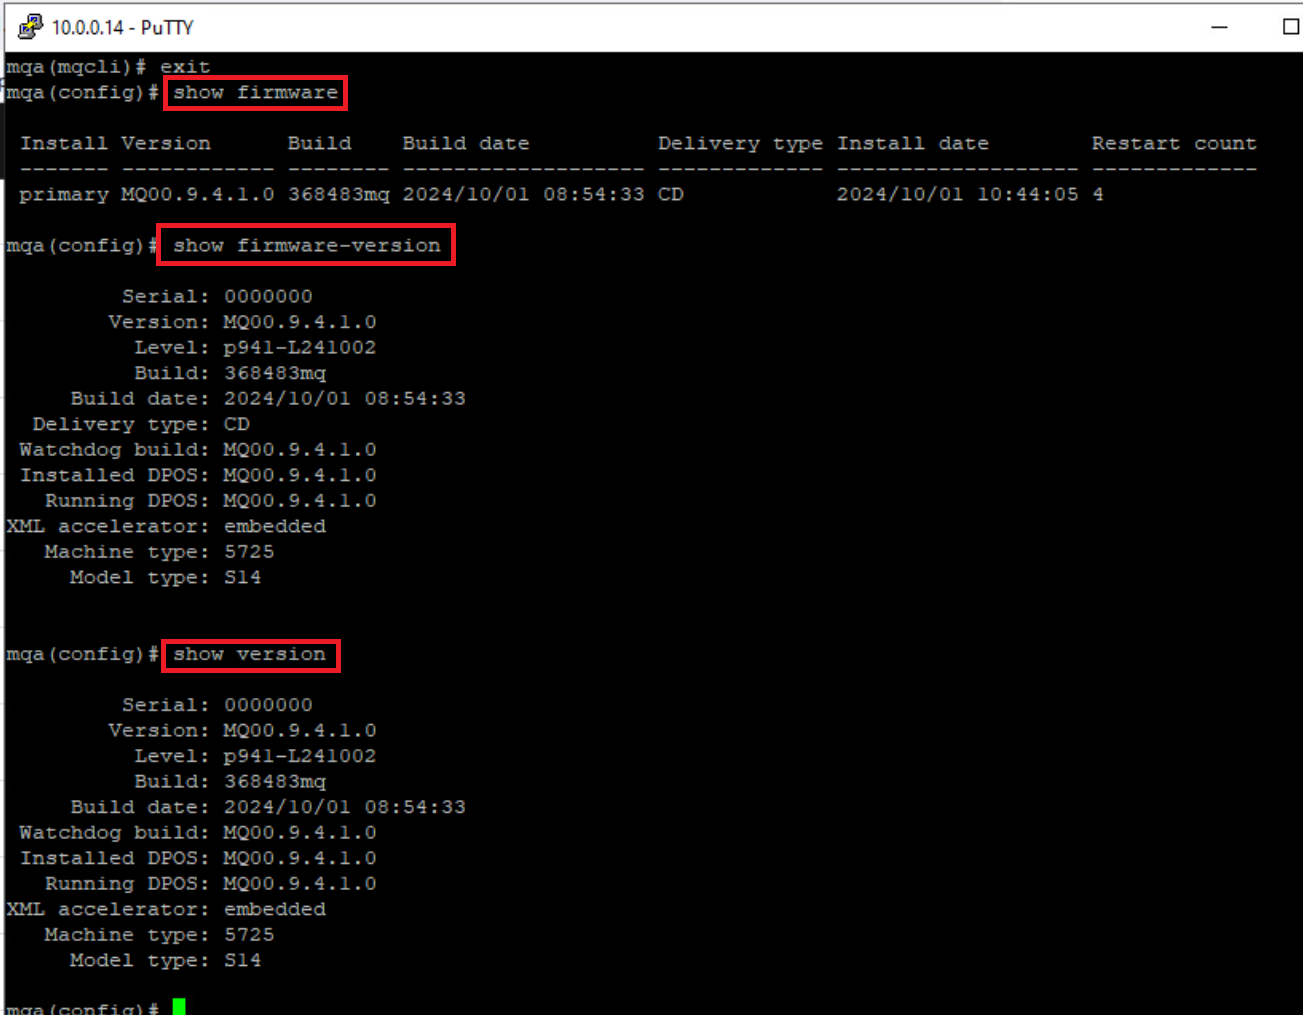 10.0.0.14 - PuTTY
mqa(mqcli)# exit
mqa(config)# show firmware
Install Version Build Build date Delivery type Install date Restart count
------- ------------ -------- ------------------- ------------- ------------------- -------------
primary MQ00.9.4.1.0 368483mq 2024/10/01 08:54:33 CD 2024/10/01 10:44:05 4
mqa(config)# show firmware-version
Serial: 0000000
Version: MQ00.9.4.1.0
Level: p941-L241002
Build: 368483mq
Build date: 2024/10/01 08:54:33
Delivery type: CD
Watchdog build: MQ00.9.4.1.0
Installed DPOS: MQ00.9.4.1.0
Running DPOS: MQ00.9.4.1.0
XML accelerator: embedded
Machine type: 5725
Model type: S14
mqa(config)# show version
Serial: 0000000
Version: MQ00.9.4.1.0
Level: p941-L241002
Build: 368483mq
Build date: 2024/10/01 08:54:33
Watchdog build: MQ00.9.4.1.0
Installed DPOS: MQ00.9.4.1.0
Running DPOS: MQ00.9.4.1.0
XML accelerator: embedded
Machine type: 5725
Model type: S14
mqa(config)#